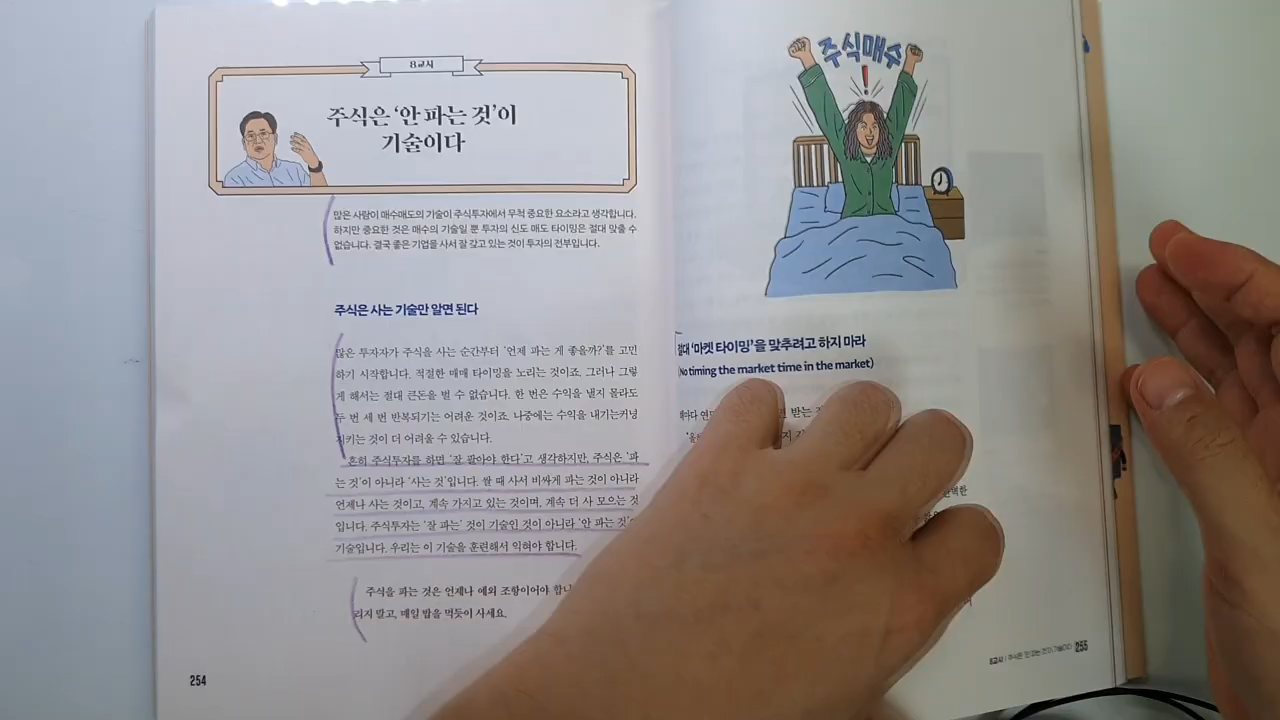 8교시
주식은 ‘안 파는 것’이
기술이다
많은 사람이 매수매도의 기술이 주식투자에서 무척 중요한 요소라고 생각합니다.
하지만 중요한 것은 매수의 기술일 뿐 투자의 신도 매도 타이밍은 절대 맞출 수
없습니다. 결국 좋은 기업을 사서 잘 갖고 있는 것이 투자의 전부입니다.
주식은 사는 기술만 알면 된다
많은 투자자가 주식을 사는 순간부터 ‘언제 파는 게 좋을까?’를 고민
하기 시작합니다. 적절한 매매 타이밍을 노리는 것이죠. 그러나 그렇
게 해서는 절대 큰돈을 벌 수 없습니다. 한 번은 수익을 낼지 몰라도
두 번 세 번 반복되기는 어려운 것이죠. 나중에는 수익을 내기는커녕
지키는 것이 더 어려울 수 있습니다.
흔히 주식투자를 하면 ‘잘 팔아야 한다’고 생각하지만, 주식은 ‘파
는 것’이 아니라 ‘사는 것’입니다. 쌀 때 사서 비싸게 파는 것이 아니라
언제나 사는 것이고, 계속 가지고 있는 것이며, 계속 더 사 모으는 것
입니다. 주식투자는 ‘잘 파는’ 것이 기술인 것이 아니라 ‘안 파는 것’이
기술입니다. 우리는 이 기술을 훈련해서 익혀야 합니다.
주식을 파는 것은 언제나 예외 조항이어야
리지 말고, 매일 밥을 먹듯이 사세요.
254
주식매수
!
절대 ‘마켓 타이밍’을 맞추려고 하지 마라
(No timing the market time in the market)
받는
8교시 | 주식은 ‘안 파는 것’이 기술이다 255